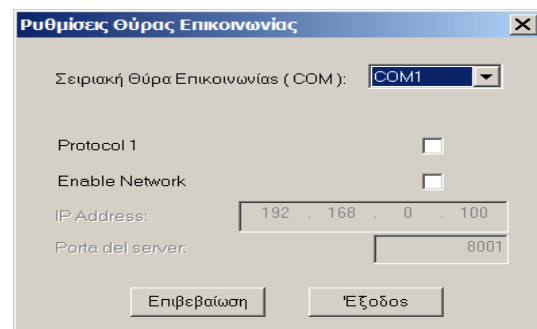 Ρυθμίσεις Θύρας Επικοινωνίας
Σειριακή Θύρα Επικοινωνίας ( COM ): COM1
Protocol 1
Enable Network
IP Address: 192 . 168 . 0 . 100
Porta del server: 8001
Επιβεβαίωση Έξοδος